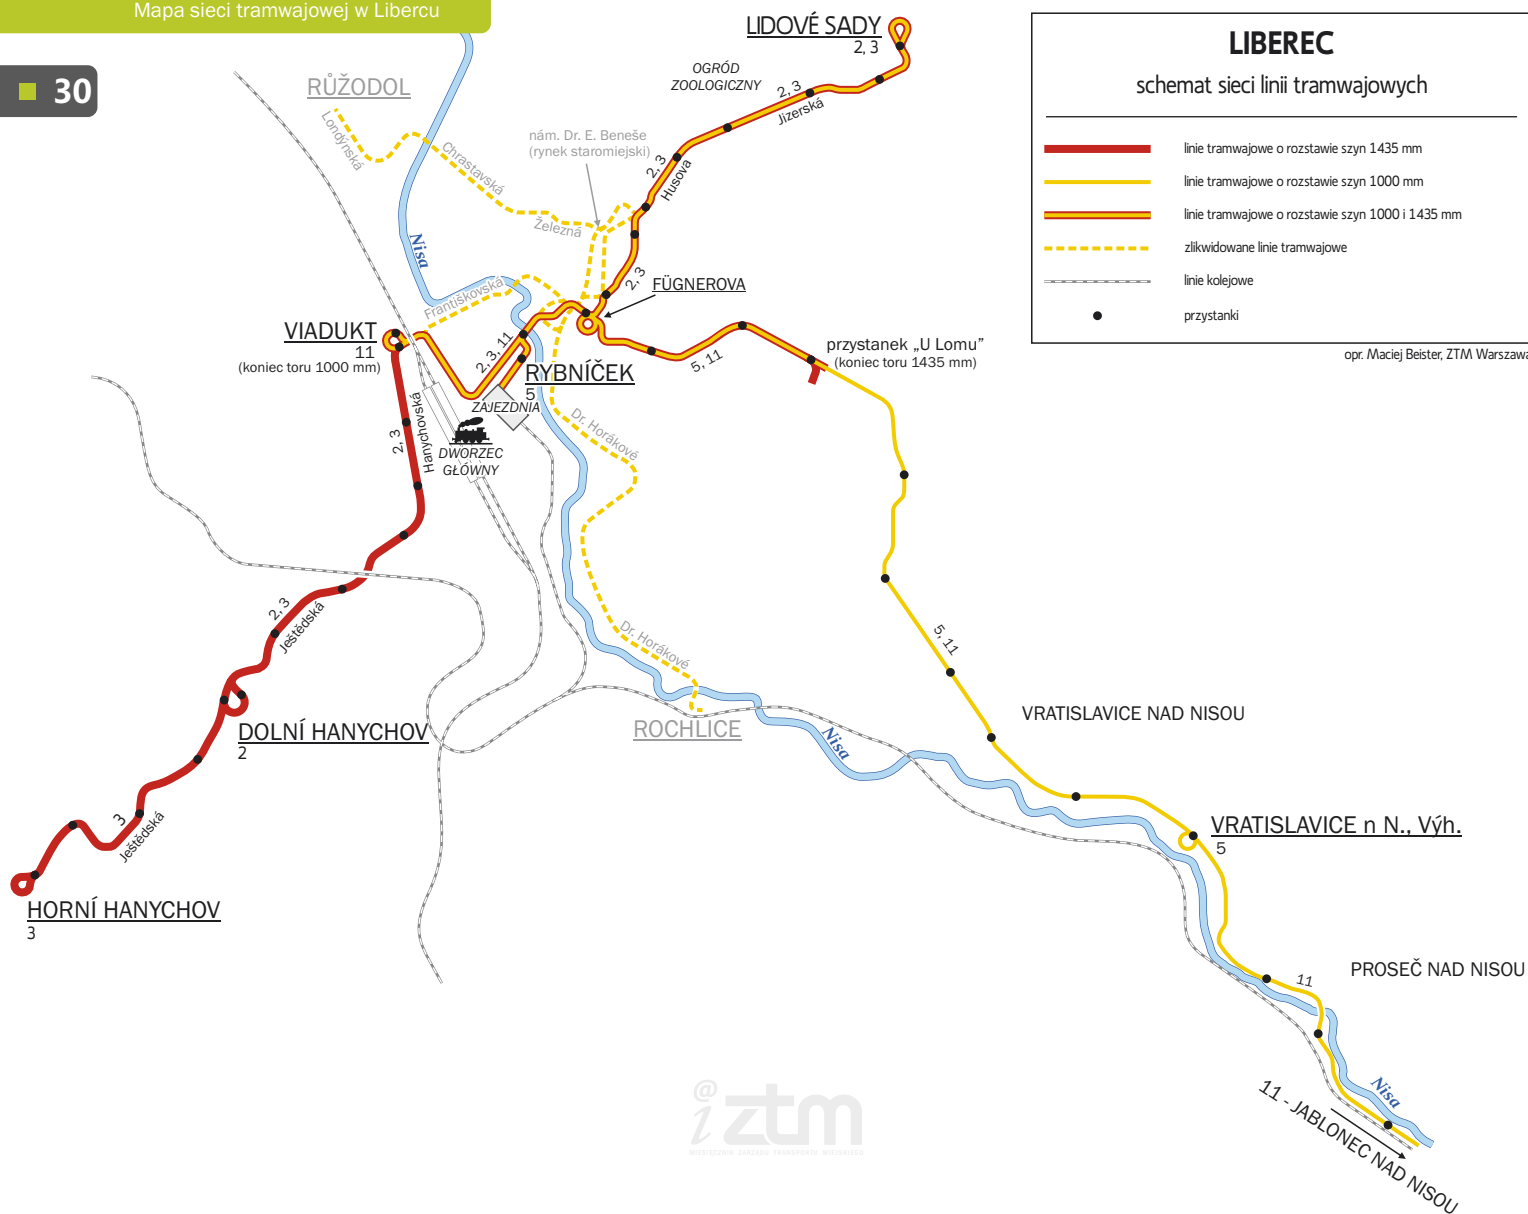 Mapa sieci tramwajowej w Libercu
30
LIBEREC
schemat sieci linii tramwajowych
linie tramwajowe o rozstawie szyn 1435 mm
linie tramwajowe o rozstawie szyn 1000 mm
linie tramwajowe o rozstawie szyn 1000 i 1435 mm
zlikwidowane linie tramwajowe
linie kolejowe
przystanki
opr. Maciej Beister, ZTM Warszawa
LIDOVÉ SADY
2, 3
OGRÓD
ZOOLOGICZNY
2, 3
Jizerská
RŮŽODOL
Londýnská
Chrastavská
nám. Dr. E. Beneše
(rynek staromiejski)
Železná
2, 3
Husova
Nisa
Františkovská
2, 3
FÜGNEROVA
VIADUKT
11
(koniec toru 1000 mm)
2, 3, 11
RYBNÍČEK
5
ZAJEZDNIA
5, 11
przystanek „U Lomu”
(koniec toru 1435 mm)
2, 3
Hanychovská
DWORZEC
GŁÓWNY
Dr. Horákové
2, 3
Ještědská
Dr. Horákové
5, 11
DOLNÍ HANYCHOV
2
ROCHLICE
Nisa
VRATISLAVICE NAD NISOU
3
Ještědská
VRATISLAVICE n N., Výh.
5
HORNÍ HANYCHOV
3
11
PROSEČ NAD NISOU
Nisa
11 - JABLONEC NAD NISOU
@
iztm
MIESIĘCZNIK ZARZĄDU TRANSPORTU MIEJSKIEGO